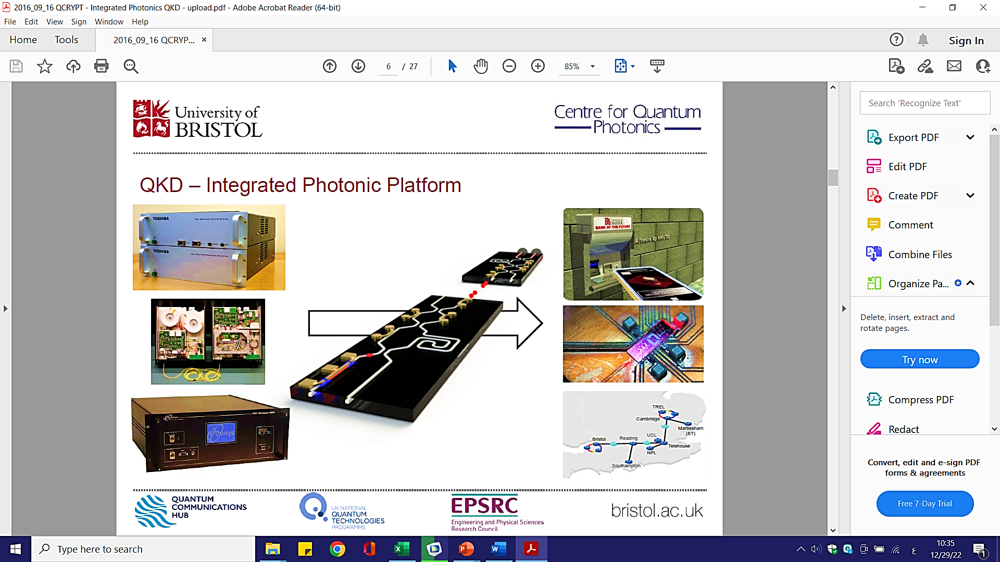 2016_09_16 QCRYPT - Integrated Photonics QKD - upload.pdf - Adobe Acrobat Reader (64-bit)
File Edit View Sign Window Help
Home Tools 2016_09_16 QCRYP... × Sign In
6 / 27 85%
University of
BRISTOL
Centre for Quantum
Photonics
QKD – Integrated Photonic Platform
TOSHIBA
TOSHIBA
University of
BRISTOL
BANK OF THE FUTURE
TREL
Cambridge
Martlesham
(BT)
UCL
Reading
Bristol
Telehouse
NPL
Southampton
QUANTUM
COMMUNICATIONS
HUB
UK NATIONAL
QUANTUM
TECHNOLOGIES
PROGRAMME
EPSRC
Engineering and Physical Sciences
Research Council
bristol.ac.uk
Search 'Recognize Text'
Export PDF
Edit PDF
Create PDF
Comment
Combine Files
Organize Pa...
Delete, insert, extract and
rotate pages.
Try now
Compress PDF
Redact
Convert, edit and e-sign PDF
forms & agreements
Free 7-Day Trial
Type here to search
ع
10:35
12/29/22
1